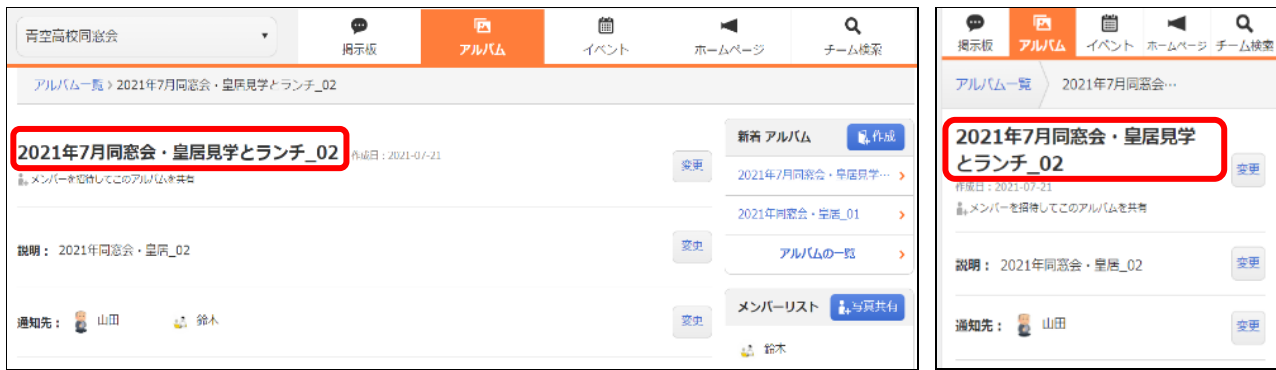 青空高校同窓会
掲示板
アルバム
イベント
ホームページ
チーム検索
アルバム一覧 › 2021年7月同窓会・皇居見学とランチ_02
2021年7月同窓会・皇居見学とランチ_02 作成日：2021-07-21
変更
メンバーを招待してこのアルバムを共有
説明： 2021年同窓会・皇居_02
変更
通知先： 山田 鈴木
変更
新着 アルバム 作成
2021年7月同窓会・皇居見学…
2021年同窓会・皇居_01
アルバムの一覧
メンバーリスト 写真共有
鈴木
掲示板 アルバム イベント ホームページ チーム検索
アルバム一覧 2021年7月同窓会…
2021年7月同窓会・皇居見学
とランチ_02
変更
作成日：2021-07-21
メンバーを招待してこのアルバムを共有
説明： 2021年同窓会・皇居_02
変更
通知先： 山田
変更